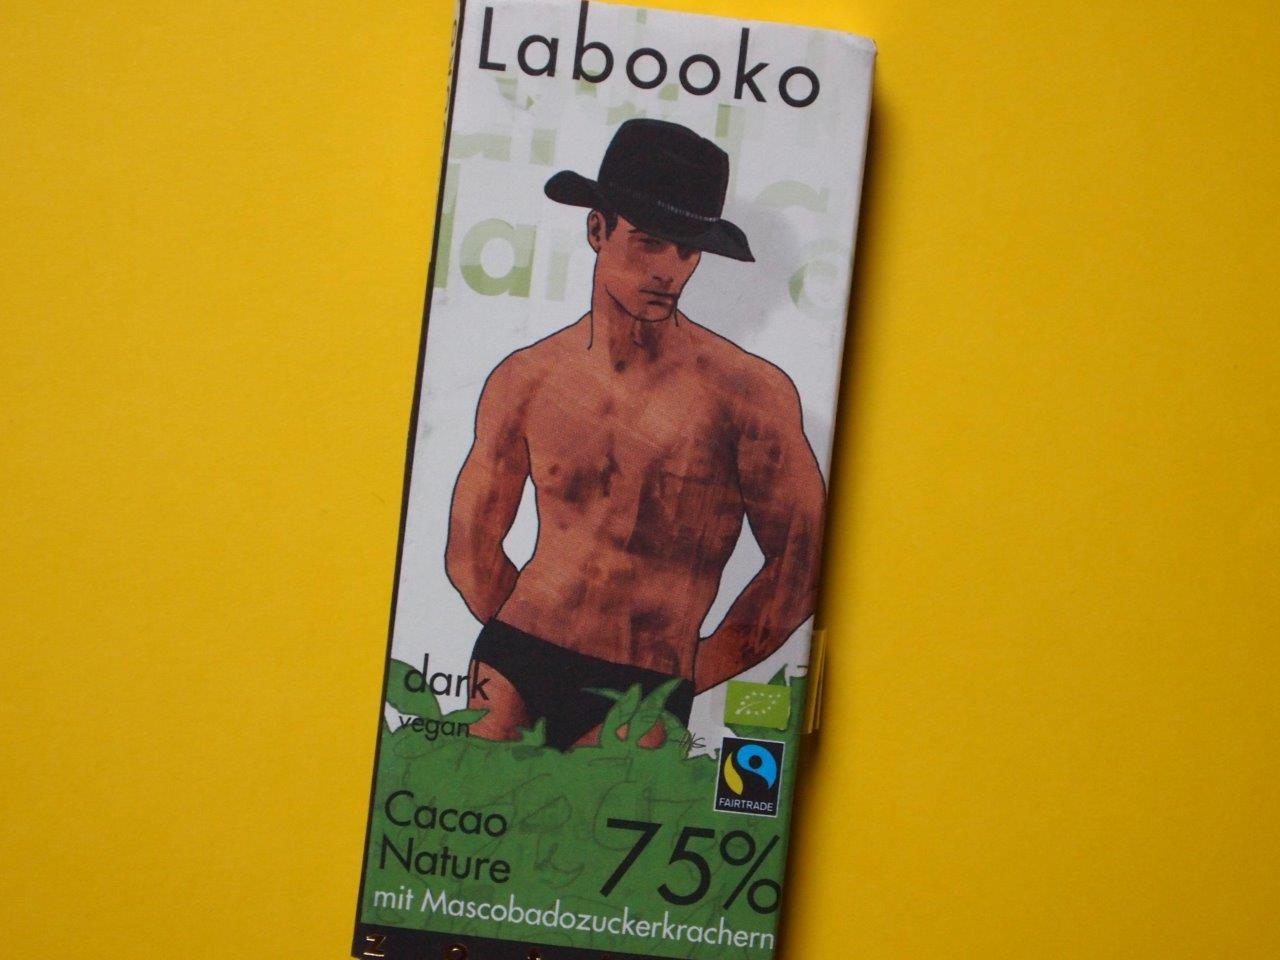 Labooko
dark
vegan
FAIRTRADE
Cacao
Nature
75%
mit Mascobadozuckerkrachern